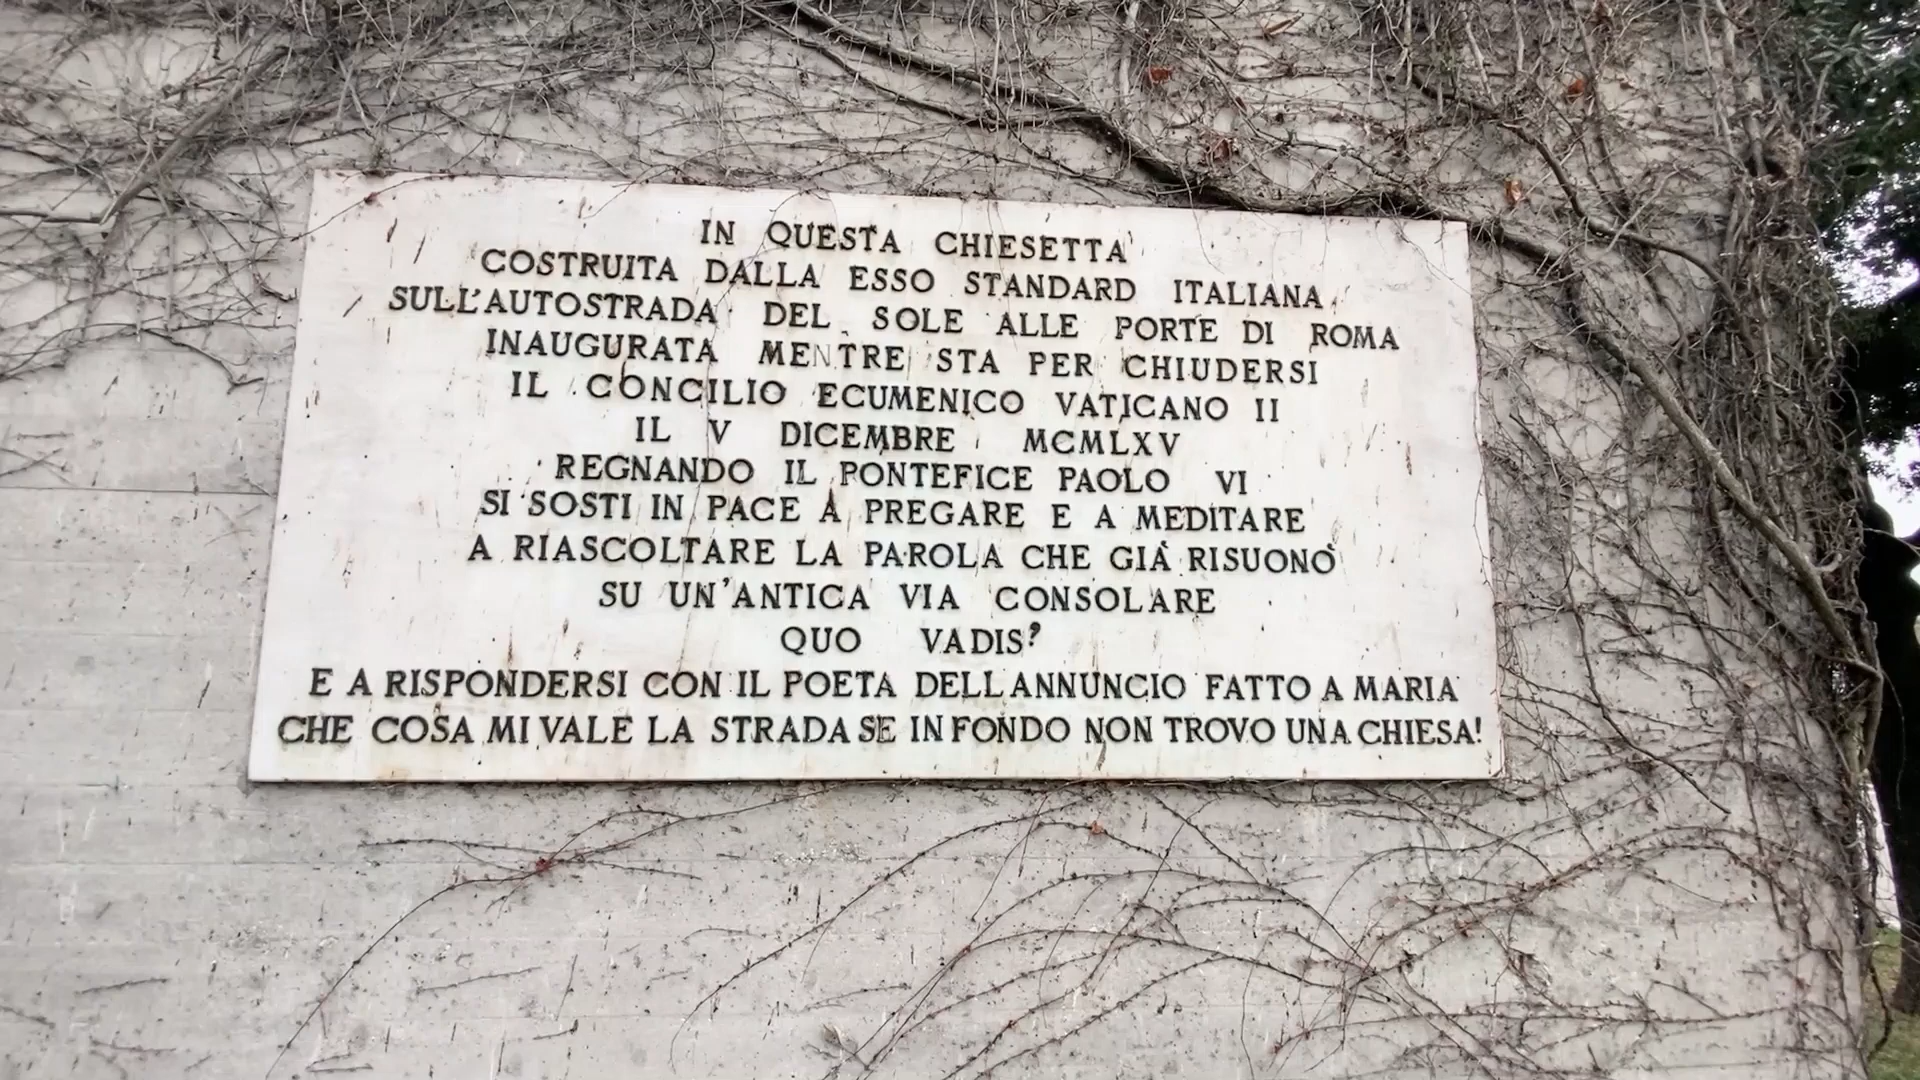 IN QUESTA CHIESETTA
COSTRUITA DALLA ESSO STANDARD ITALIANA
SULL'AUTOSTRADA DEL SOLE ALLE PORTE DI ROMA
INAUGURATA MENTRE STA PER CHIUDERSI
IL CONCILIO ECUMENICO VATICANO II
IL V DICEMBRE MCMLXV
REGNANDO IL PONTEFICE PAOLO VI
SI SOSTI IN PACE A PREGARE E A MEDITARE
A RIASCOLTARE LA PAROLA CHE GIÀ RISUONÒ
SU UN'ANTICA VIA CONSOLARE
QUO VADIS?
E A RISPONDERSI CON IL POETA DELL ANNUNCIO FATTO A MARIA
CHE COSA MI VALE LA STRADA SE IN FONDO NON TROVO UNA CHIESA!